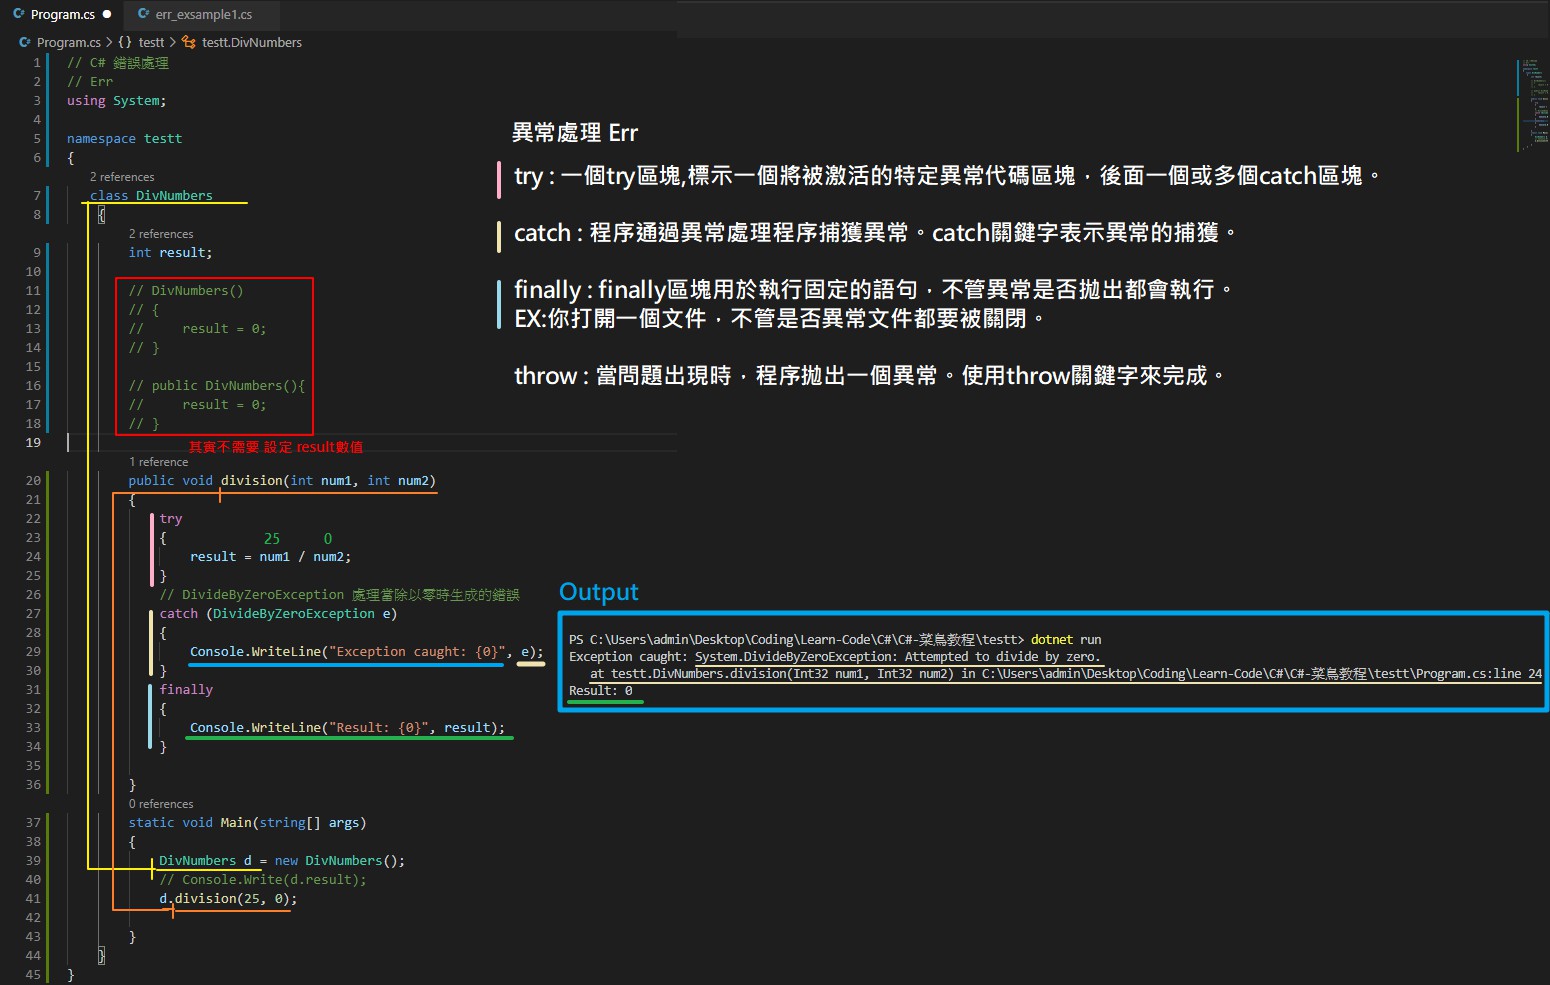 Program.cs
err_exsample1.cs
Program.cs > {} testt > testt.DivNumbers
1 // C# 錯誤處理
2 // Err
3 using System;
4
5 namespace testt
6 {
2 references
7 class DivNumbers
8 {
2 references
9 int result;
10
11 // DivNumbers()
12 // {
13 // result = 0;
14 // }
15
16 // public DivNumbers(){
17 // result = 0;
18 // }
19
其實不需要 設定 result數值
1 reference
20 public void division(int num1, int num2)
21 {
22 try
23 { 25 0
24 result = num1 / num2;
25 }
26 // DivideByZeroException 處理當除以零時生成的錯誤
27 catch (DivideByZeroException e)
28 {
29 Console.WriteLine("Exception caught: {0}", e);
30 }
31 finally
32 {
33 Console.WriteLine("Result: {0}", result);
34 }
35
36 }
0 references
37 static void Main(string[] args)
38 {
39 DivNumbers d = new DivNumbers();
40 // Console.Write(d.result);
41 d.division(25, 0);
42
43 }
44 }
45 }
異常處理 Err
try : 一個try區塊,標示一個將被激活的特定異常代碼區塊，後面一個或多個catch區塊。
catch : 程序通過異常處理程序捕獲異常。catch關鍵字表示異常的捕獲。
finally : finally區塊用於執行固定的語句，不管異常是否拋出都會執行。
EX:你打開一個文件，不管是否異常文件都要被關閉。
throw : 當問題出現時，程序拋出一個異常。使用throw關鍵字來完成。
Output
PS C:\Users\admin\Desktop\Coding\Learn-Code\C#\C#-菜鳥教程\testt> dotnet run
Exception caught: System.DivideByZeroException: Attempted to divide by zero.
at testt.DivNumbers.division(Int32 num1, Int32 num2) in C:\Users\admin\Desktop\Coding\Learn-Code\C#\C#-菜鳥教程\testt\Program.cs:line 24
Result: 0